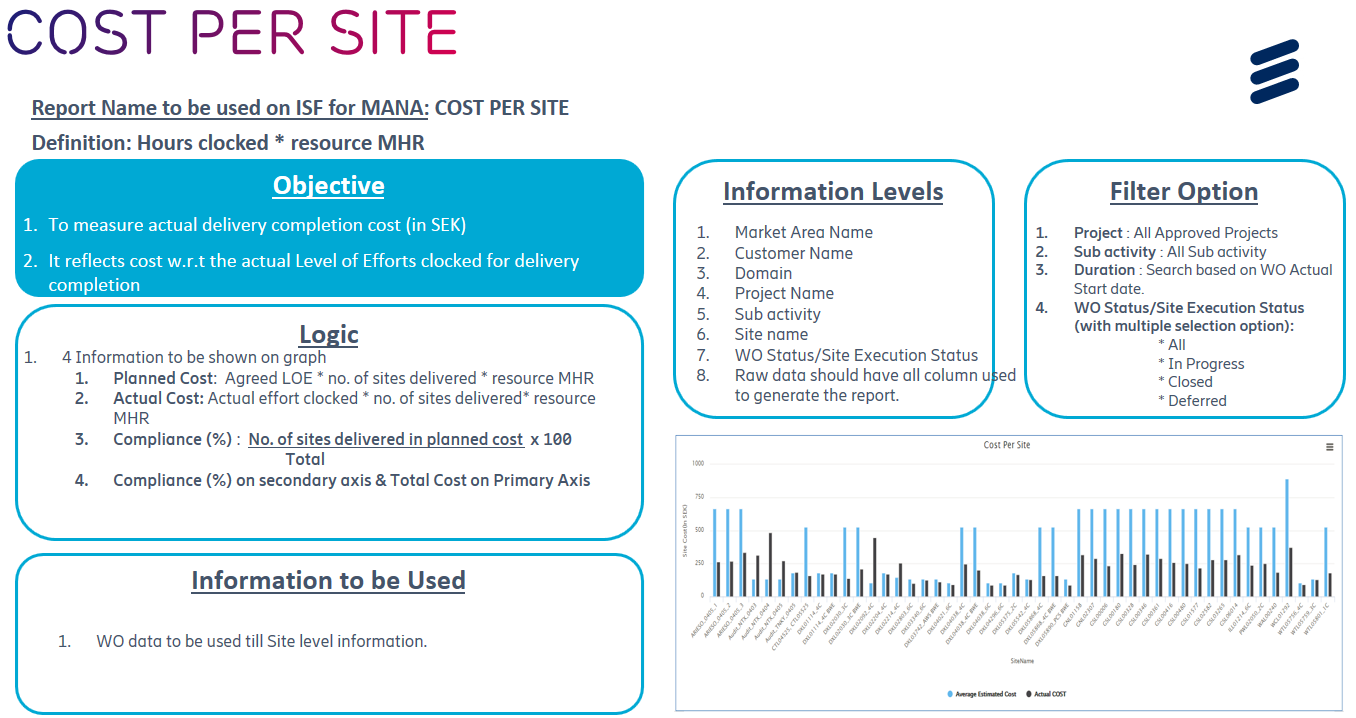 COST PER SITE
Report Name to be used on ISF for MANA: COST PER SITE
Definition: Hours clocked * resource MHR
Objective
1. To measure actual delivery completion cost (in SEK)
2. It reflects cost w.r.t the actual Level of Efforts clocked for delivery
completion
Logic
1. 4 Information to be shown on graph
1. Planned Cost: Agreed LOE * no. of sites delivered * resource MHR
2. Actual Cost: Actual effort clocked * no. of sites delivered* resource
MHR
3. Compliance (%) : No. of sites delivered in planned cost x 100
Total
4. Compliance (%) on secondary axis & Total Cost on Primary Axis
Information to be Used
1. WO data to be used till Site level information.
Information Levels
1. Market Area Name
2. Customer Name
3. Domain
4. Project Name
5. Sub activity
6. Site name
7. WO Status/Site Execution Status
8. Raw data should have all column used
to generate the report.
Filter Option
1. Project : All Approved Projects
2. Sub activity : All Sub activity
3. Duration : Search based on WO Actual
Start date.
4. WO Status/Site Execution Status
(with multiple selection option):
* All
* In Progress
* Closed
* Deferred
Cost Per Site
1000
750
500
250
0
Site Cost(in SEK)
SiteName
Average Estimated Cost
Actual COST